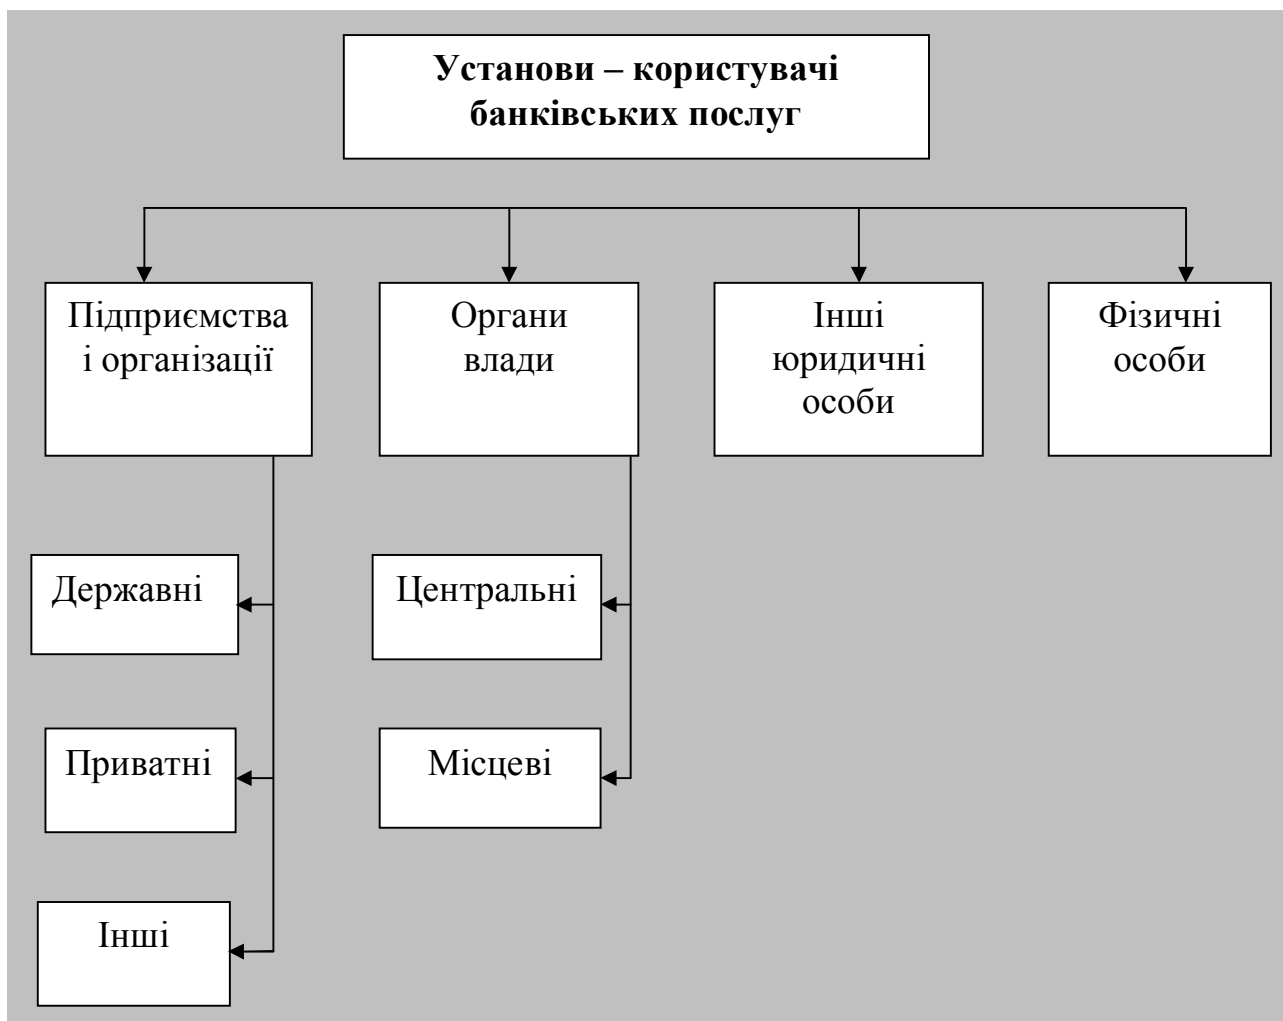 Установи – користувачі
банківських послуг
Підприємства
і організації
Органи
влади
Інші
юридичні
особи
Фізичні
особи
Державні
Центральні
Приватні
Місцеві
Інші